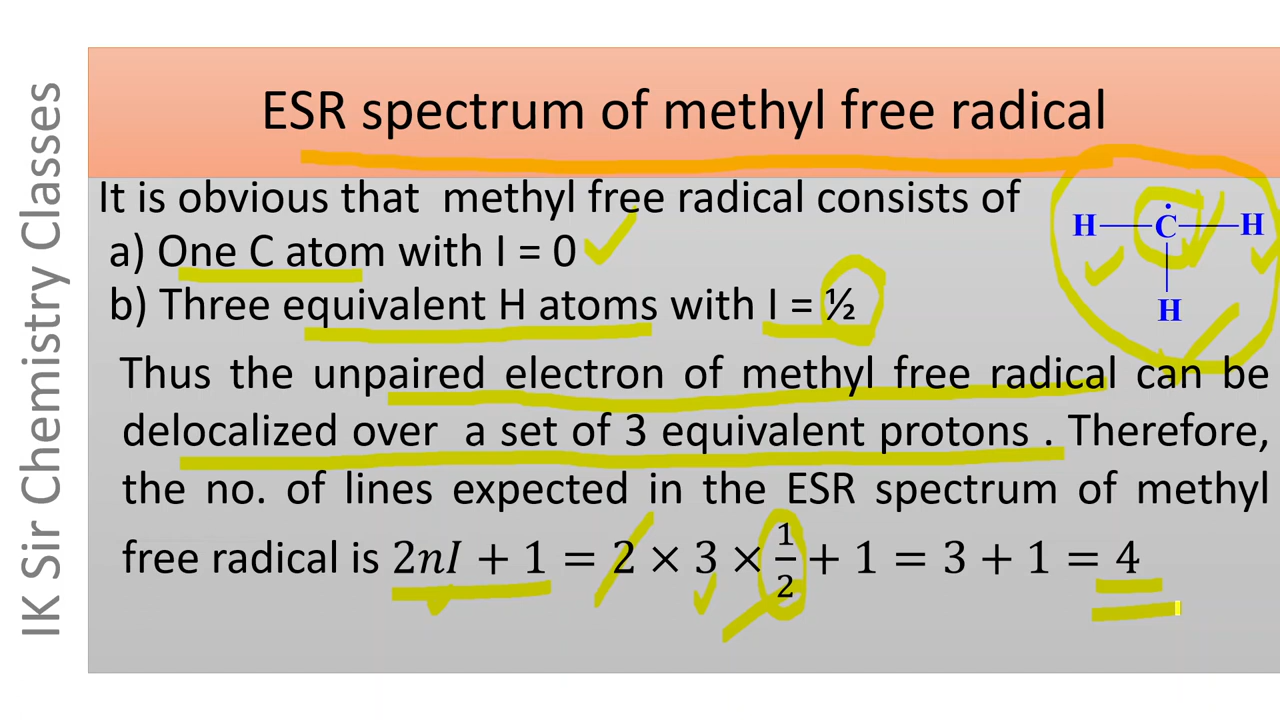 IK Sir Chemistry Classes
ESR spectrum of methyl free radical
It is obvious that methyl free radical consists of
a) One C atom with I = 0
b) Three equivalent H atoms with I = ½
H C H
H
Thus the unpaired electron of methyl free radical can be
delocalized over a set of 3 equivalent protons . Therefore,
the no. of lines expected in the ESR spectrum of methyl
free radical is 2nI + 1 = 2 × 3 × 1/2 + 1 = 3 + 1 = 4